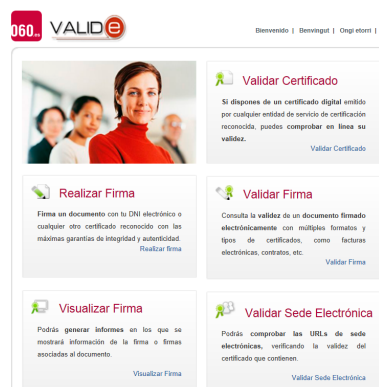 060.es VALIDe Bienvenido | Benvingut | Ongi etorri |
Validar Certificado
Si dispones de un certificado digital emitido
por cualquier entidad de servicio de certificación
reconocida, puedes comprobar en línea su
validez.
Validar Certificado
Realizar Firma
Firma un documento con tu DNI electrónico o
cualquier otro certificado reconocido con las
máximas garantías de integridad y autenticidad.
Realizar firma
Validar Firma
Consulta la validez de un documento firmado
electrónicamente con múltiples formatos y
tipos de certificados, como facturas
electrónicas, contratos, etc.
Validar Firma
Visualizar Firma
Podrás generar informes en los que se
mostrará información de la firma o firmas
asociadas al documento.
Visualizar Firma
Validar Sede Electrónica
Podrás comprobar las URLs de sede
electrónicas, verificando la validez del
certificado que contienen.
Validar Sede Electrónica